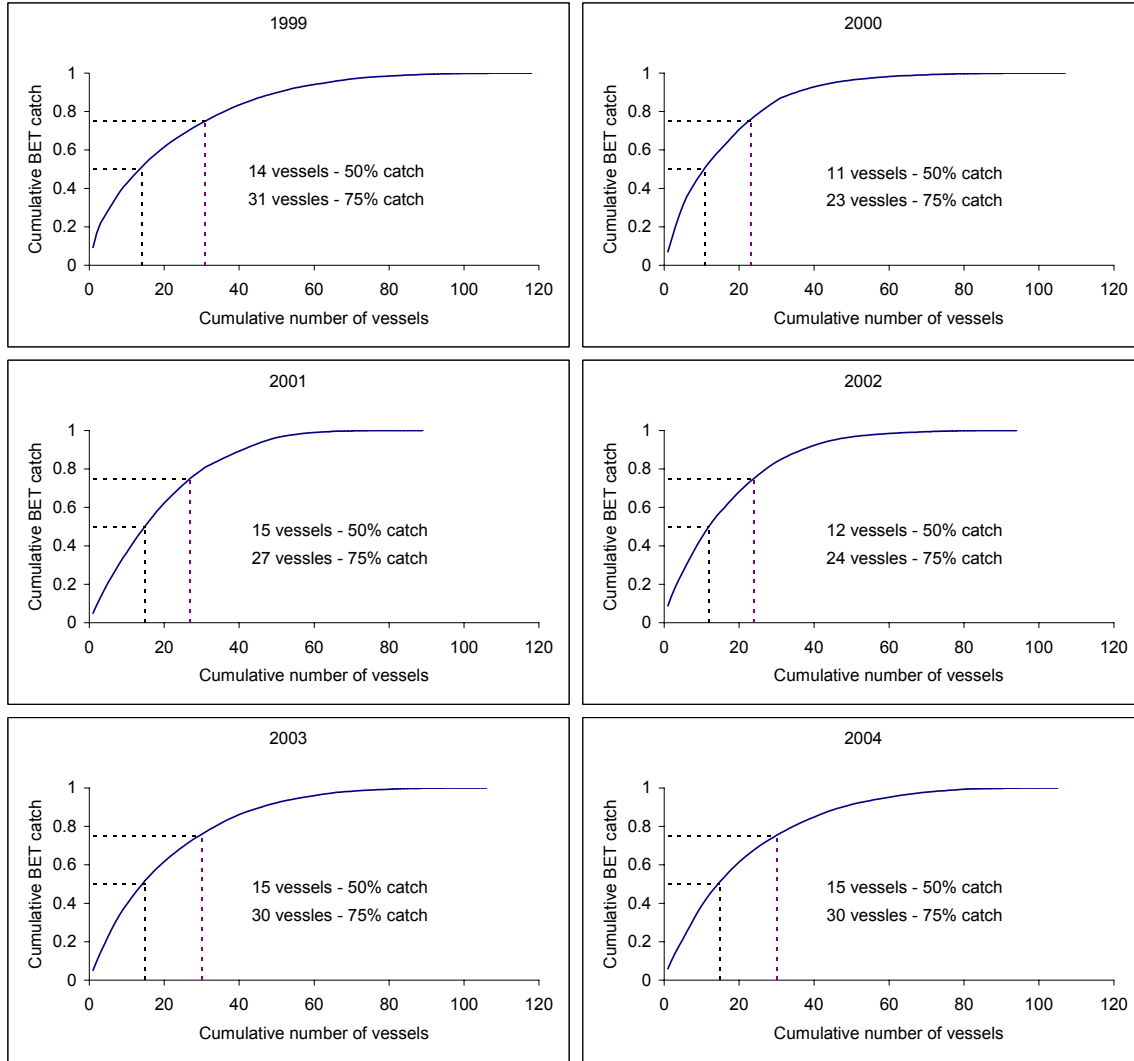 1999
1
0.8
0.6
0.4
0.2
0
Cumulative BET catch
14 vessels - 50% catch
31 vessles - 75% catch
0 20 40 60 80 100 120
Cumulative number of vessels
2000
1
0.8
0.6
0.4
0.2
0
Cumulative BET catch
11 vessels - 50% catch
23 vessles - 75% catch
0 20 40 60 80 100 120
Cumulative number of vessels
2001
1
0.8
0.6
0.4
0.2
0
Cumulative BET catch
15 vessels - 50% catch
27 vessles - 75% catch
0 20 40 60 80 100 120
Cumulative number of vessels
2002
1
0.8
0.6
0.4
0.2
0
Cumulative BET catch
12 vessels - 50% catch
24 vessles - 75% catch
0 20 40 60 80 100 120
Cumulative number of vessels
2003
1
0.8
0.6
0.4
0.2
0
Cumulative BET catch
15 vessels - 50% catch
30 vessles - 75% catch
0 20 40 60 80 100 120
Cumulative number of vessels
2004
1
0.8
0.6
0.4
0.2
0
Cumulative BET catch
15 vessels - 50% catch
30 vessles - 75% catch
0 20 40 60 80 100 120
Cumulative number of vessels